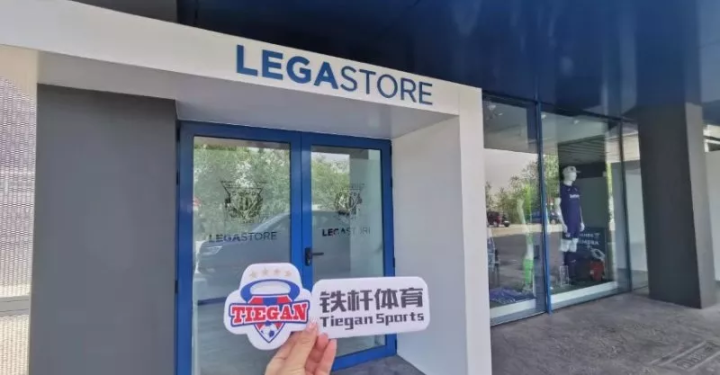 LEGASTORE
LEGASTORE
TIEGAN
铁杆体育
Tiegan Sports